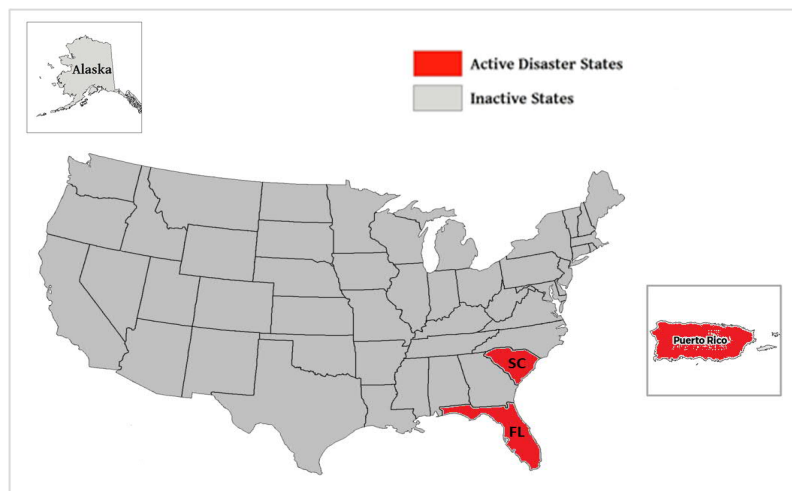 Alaska
Active Disaster States
Inactive States
Puerto Rico
SC
FL